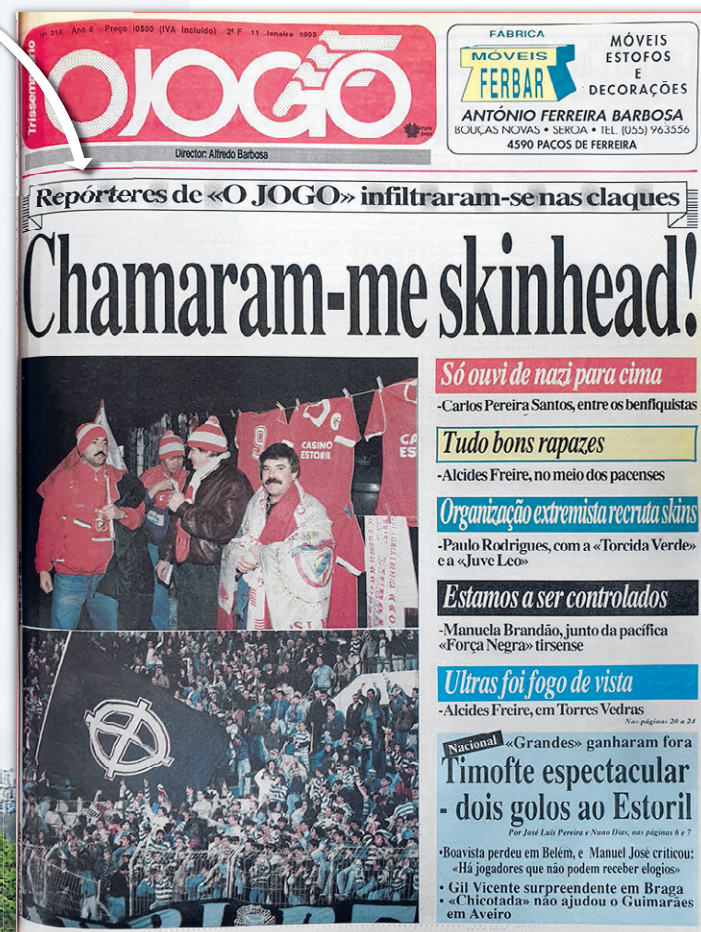 Nº 214 Ano 8 Preço 10$00 (IVA Incluído) 2ª F 11 Janeiro 1993
Trissemanário
O JOGO
Director: Alfredo Barbosa
FÁBRICA
MÓVEIS
FERBAR
MÓVEIS
ESTOFOS
E
DECORAÇÕES
ANTÓNIO FERREIRA BARBOSA
BOUÇAS NOVAS • SEROA • TEL. (055) 963556
4590 PAÇOS DE FERREIRA
Repórteres de «O JOGO» infiltraram-se nas claques
Chamaram-me skinhead!
9
CASINO
ESTORIL
CA
ES
Só ouvi de nazi para cima
-Carlos Pereira Santos, entre os benfiquistas
Tudo bons rapazes
-Alcides Freire, no meio dos pacenses
Organização extremista recruta skins
-Paulo Rodrigues, com a «Torcida Verde»
e a «Juve Leo»
Estamos a ser controlados
-Manuela Brandão, junto da pacífica
«Força Negra» tirsense
Ultras foi fogo de vista
-Alcides Freire, em Torres Vedras
Nas páginas 20 a 24
Nacional «Grandes» ganharam fora
Timofte espectacular
- dois golos ao Estoril
Por José Luís Pereira e Nuno Dias, nas páginas 6 e 7
•Boavista perdeu em Belém, e Manuel José criticou:
«Há jogadores que não podem receber elogios»
• Gil Vicente surpreendente em Braga
• «Chicotada» não ajudou o Guimarães
em Aveiro